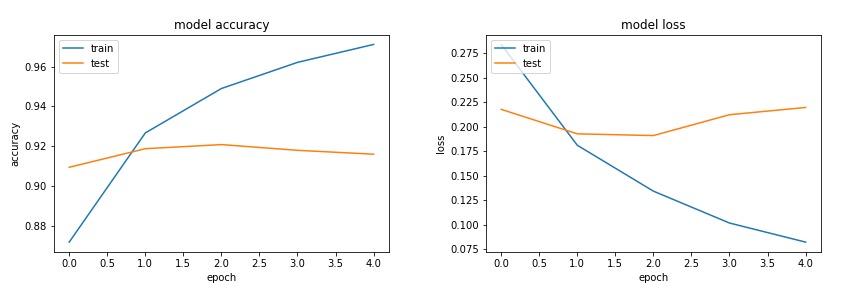 model accuracy
train
test
0.96
0.94
0.92
0.90
0.88
accuracy
0.0 0.5 1.0 1.5 2.0 2.5 3.0 3.5 4.0
epoch
model loss
train
test
0.275
0.250
0.225
0.200
0.175
0.150
0.125
0.100
0.075
loss
0.0 0.5 1.0 1.5 2.0 2.5 3.0 3.5 4.0
epoch